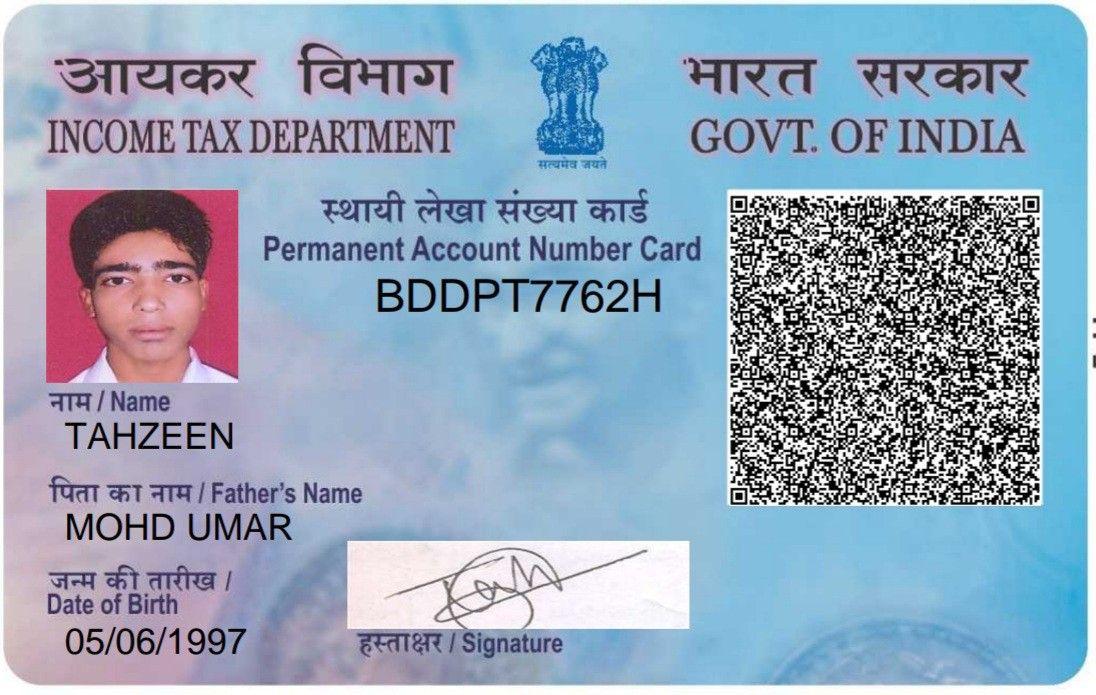 आयकर विभाग
INCOME TAX DEPARTMENT
सत्यमेव जयते
भारत सरकार
GOVT. OF INDIA
स्थायी लेखा संख्या कार्ड
Permanent Account Number Card
BDDPT7762H
नाम / Name
TAHZEEN
पिता का नाम / Father's Name
MOHD UMAR
जन्म की तारीख /
Date of Birth
05/06/1997
हस्ताक्षर / Signature